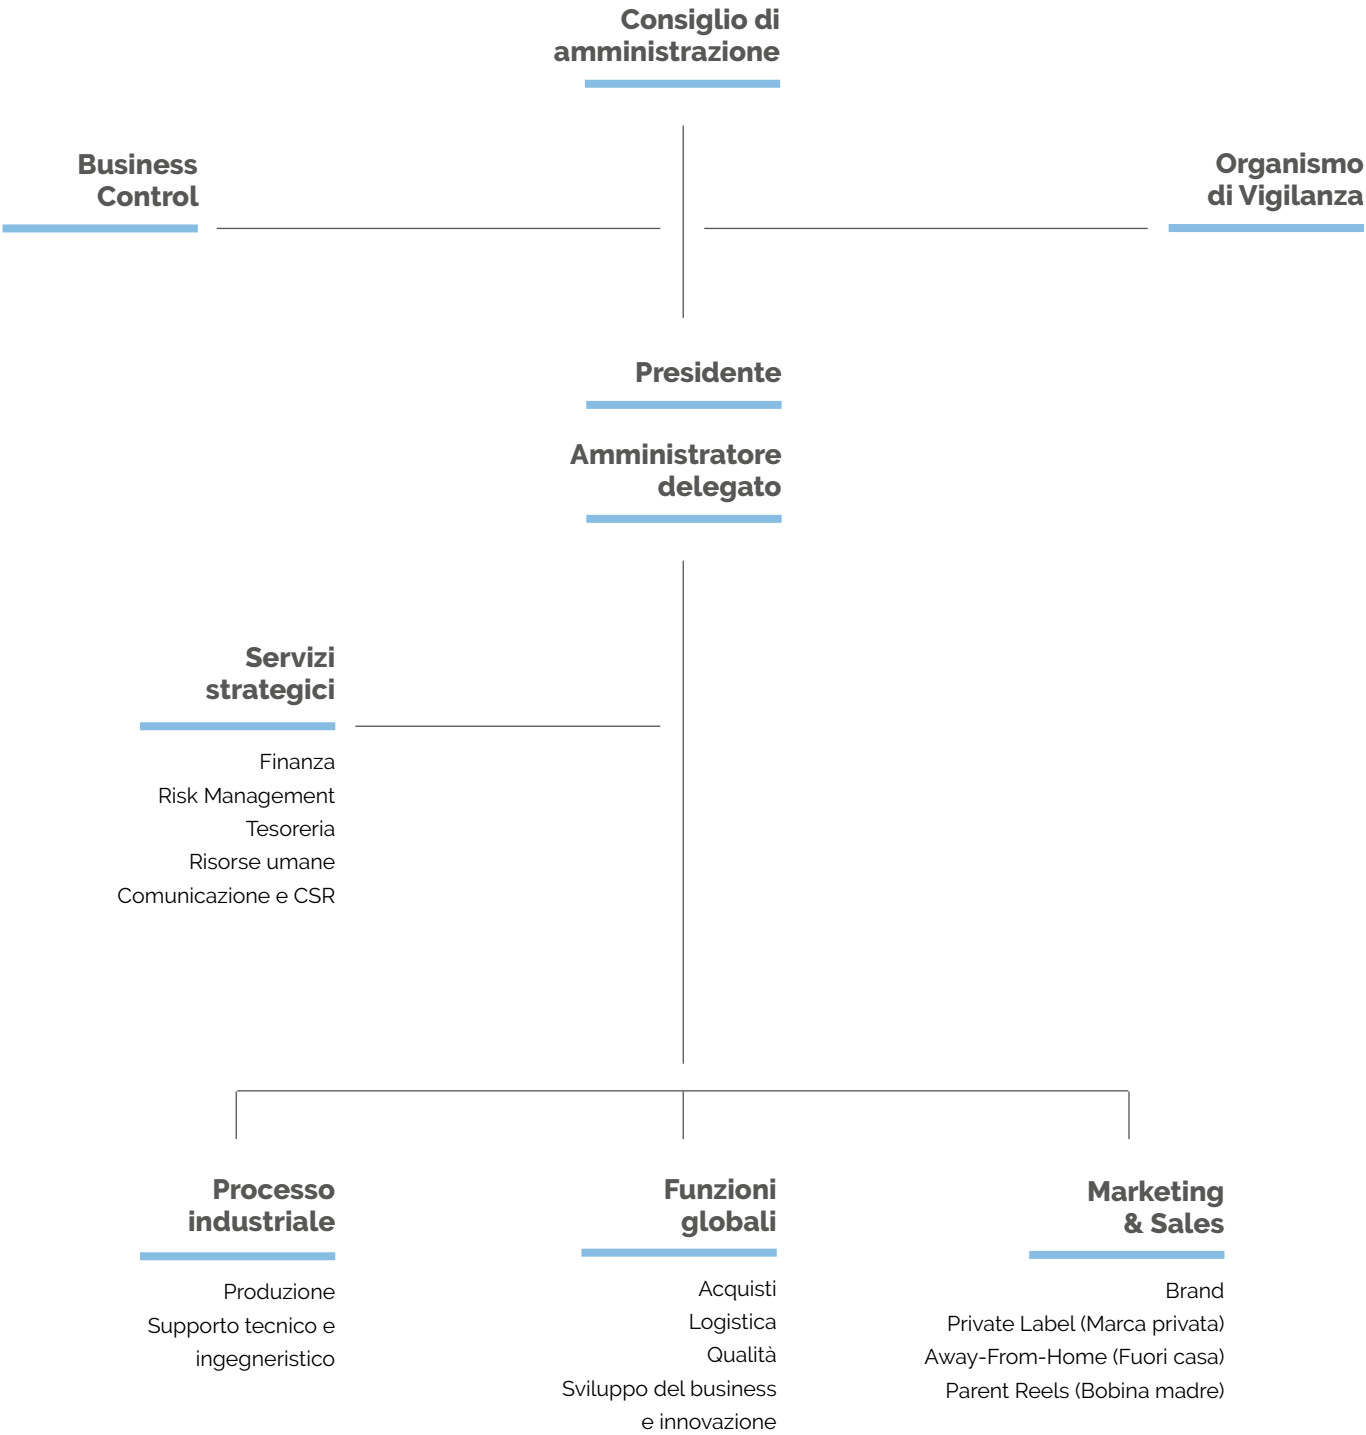 Consiglio di
amministrazione
Business
Control
Organismo
di Vigilanza
Presidente
Amministratore
delegato
Servizi
strategici
Finanza
Risk Management
Tesoreria
Risorse umane
Comunicazione e CSR
Processo
industriale
Produzione
Supporto tecnico e
ingegneristico
Funzioni
globali
Acquisti
Logistica
Qualità
Sviluppo del business
e innovazione
Marketing
& Sales
Brand
Private Label (Marca privata)
Away-From-Home (Fuori casa)
Parent Reels (Bobina madre)